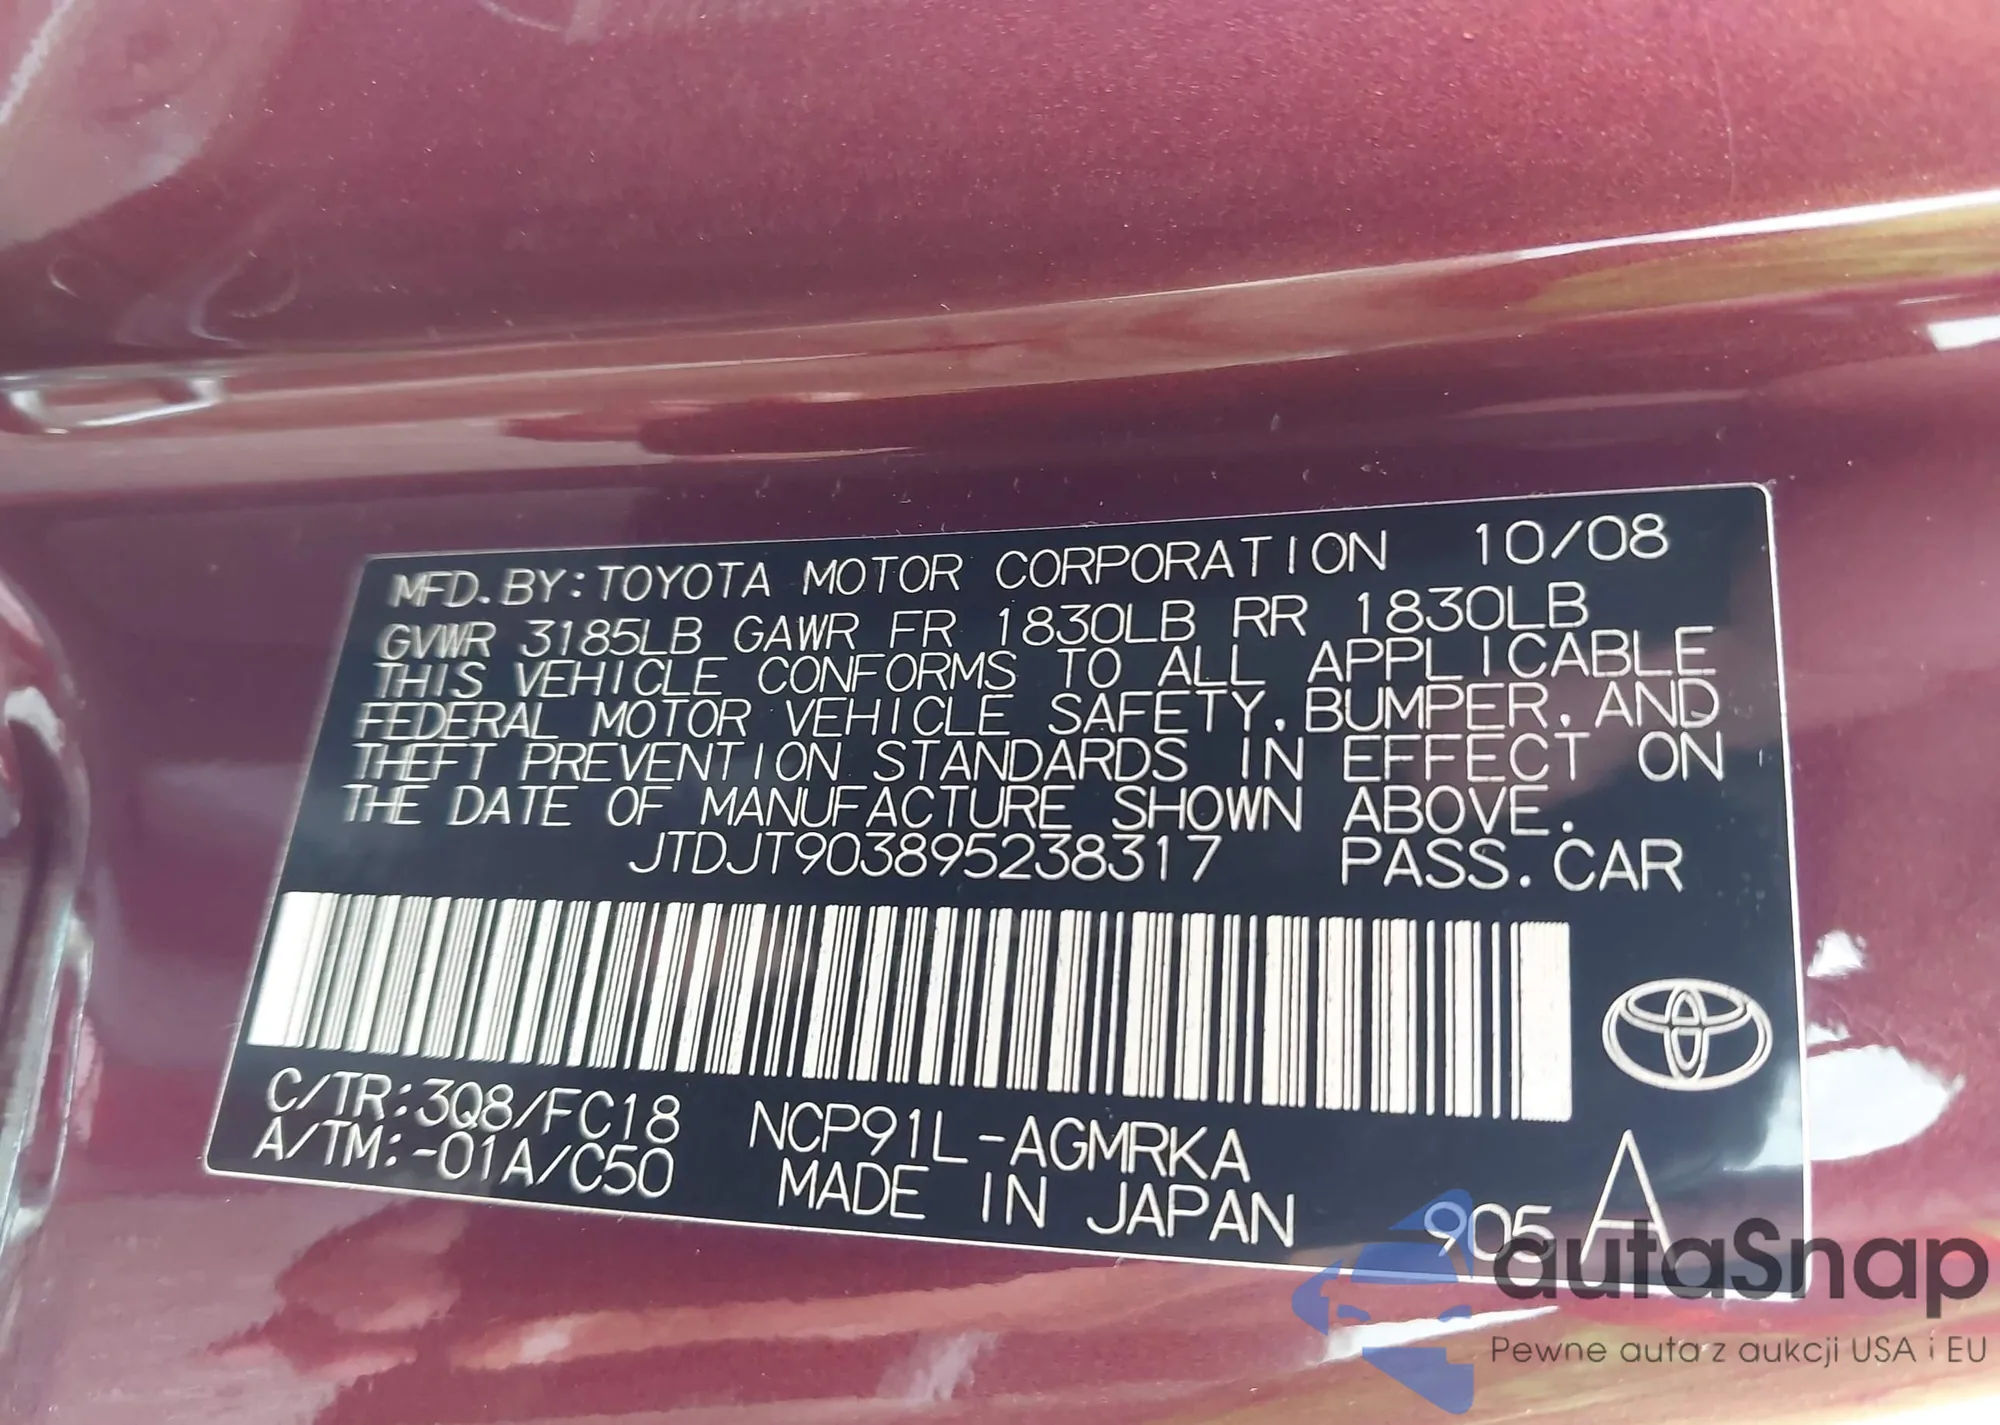 MFD. BY: TOYOTA MOTOR CORPORATION 10/08
GVWR 3185LB GAWR FR 1830LB RR 1830LB
THIS VEHICLE CONFORMS TO ALL APPLICABLE
FEDERAL MOTOR VEHICLE SAFETY, BUMPER, AND
THEFT PREVENTION STANDARDS IN EFFECT ON
THE DATE OF MANUFACTURE SHOWN ABOVE.
JTDJT903895238317 PASS. CAR
C/TR: 3Q8/FC18 NCP91L-AGMRKA
A/TM: -01A/C50 MADE IN JAPAN
905 A
autaSnap
Pewne auta z aukcji USA i EU